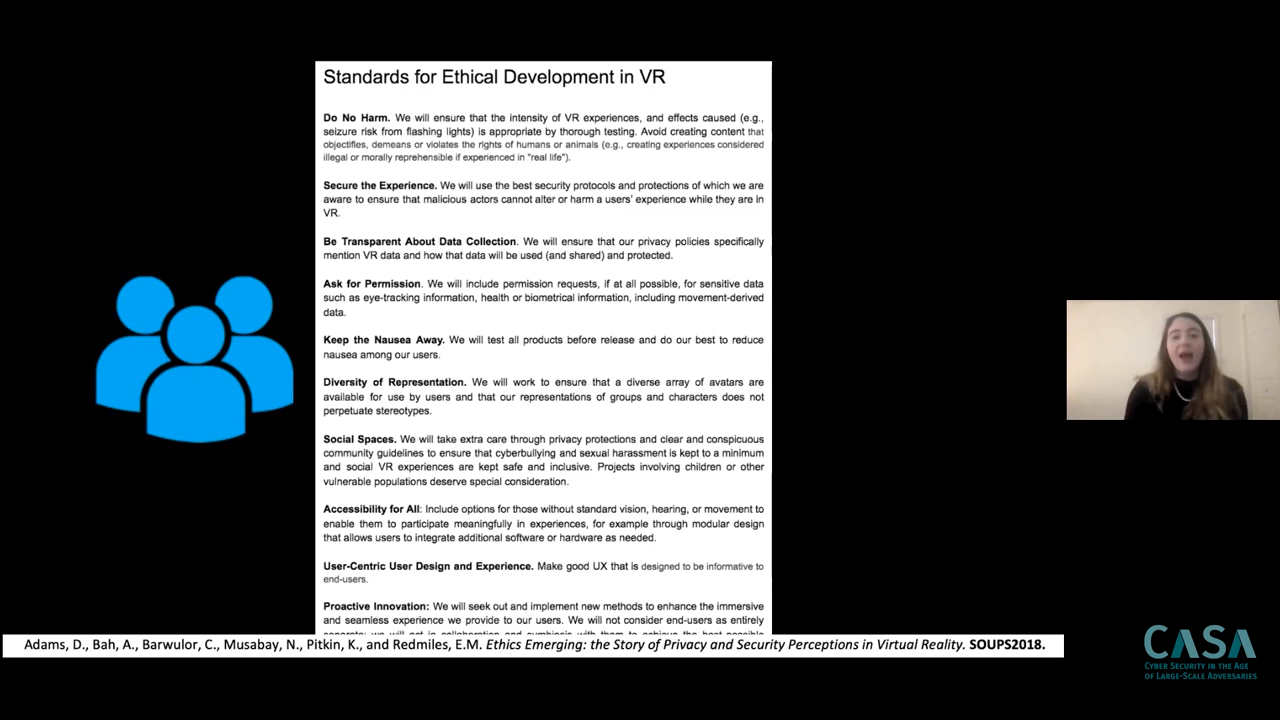 Standards for Ethical Development in VR
Do No Harm. We will ensure that the intensity of VR experiences, and effects caused (e.g.,
seizure risk from flashing lights) is appropriate by thorough testing. Avoid creating content that
objectifies, demeans or violates the rights of humans or animals (e.g., creating experiences considered
illegal or morally reprehensible if experienced in "real life").
Secure the Experience. We will use the best security protocols and protections of which we are
aware to ensure that malicious actors cannot alter or harm a users' experience while they are in
VR.
Be Transparent About Data Collection. We will ensure that our privacy policies specifically
mention VR data and how that data will be used (and shared) and protected.
Ask for Permission. We will include permission requests, if at all possible, for sensitive data
such as eye-tracking information, health or biometrical information, including movement-derived
data.
Keep the Nausea Away. We will test all products before release and do our best to reduce
nausea among our users.
Diversity of Representation. We will work to ensure that a diverse array of avatars are
available for use by users and that our representations of groups and characters does not
perpetuate stereotypes.
Social Spaces. We will take extra care through privacy protections and clear and conspicuous
community guidelines to ensure that cyberbullying and sexual harassment is kept to a minimum
and social VR experiences are kept safe and inclusive. Projects involving children or other
vulnerable populations deserve special consideration.
Accessibility for All: Include options for those without standard vision, hearing, or movement to
enable them to participate meaningfully in experiences, for example through modular design
that allows users to integrate additional software or hardware as needed.
User-Centric User Design and Experience. Make good UX that is designed to be informative to
end-users.
Proactive Innovation: We will seek out and implement new methods to enhance the immersive
and seamless experience we provide to our users. We will not consider end-users as entirely
Adams, D., Bah, A., Barwulor, C., Musabay, N., Pitkin, K., and Redmiles, E.M. Ethics Emerging: the Story of Privacy and Security Perceptions in Virtual Reality. SOUPS2018.
CASA
CYBER SECURITY IN THE AGE
OF LARGE-SCALE ADVERSARIES